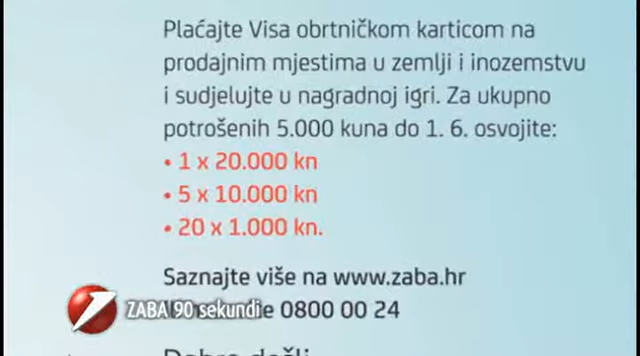 Plaćajte Visa obrtničkom karticom na
prodajnim mjestima u zemlji i inozemstvu
i sudjelujte u nagradnoj igri. Za ukupno
potrošenih 5.000 kuna do 1. 6. osvojite:
• 1 x 20.000 kn
• 5 x 10.000 kn
• 20 x 1.000 kn.
Saznajte više na www.zaba.hr
ZABA 90 sekundi
0800 00 24